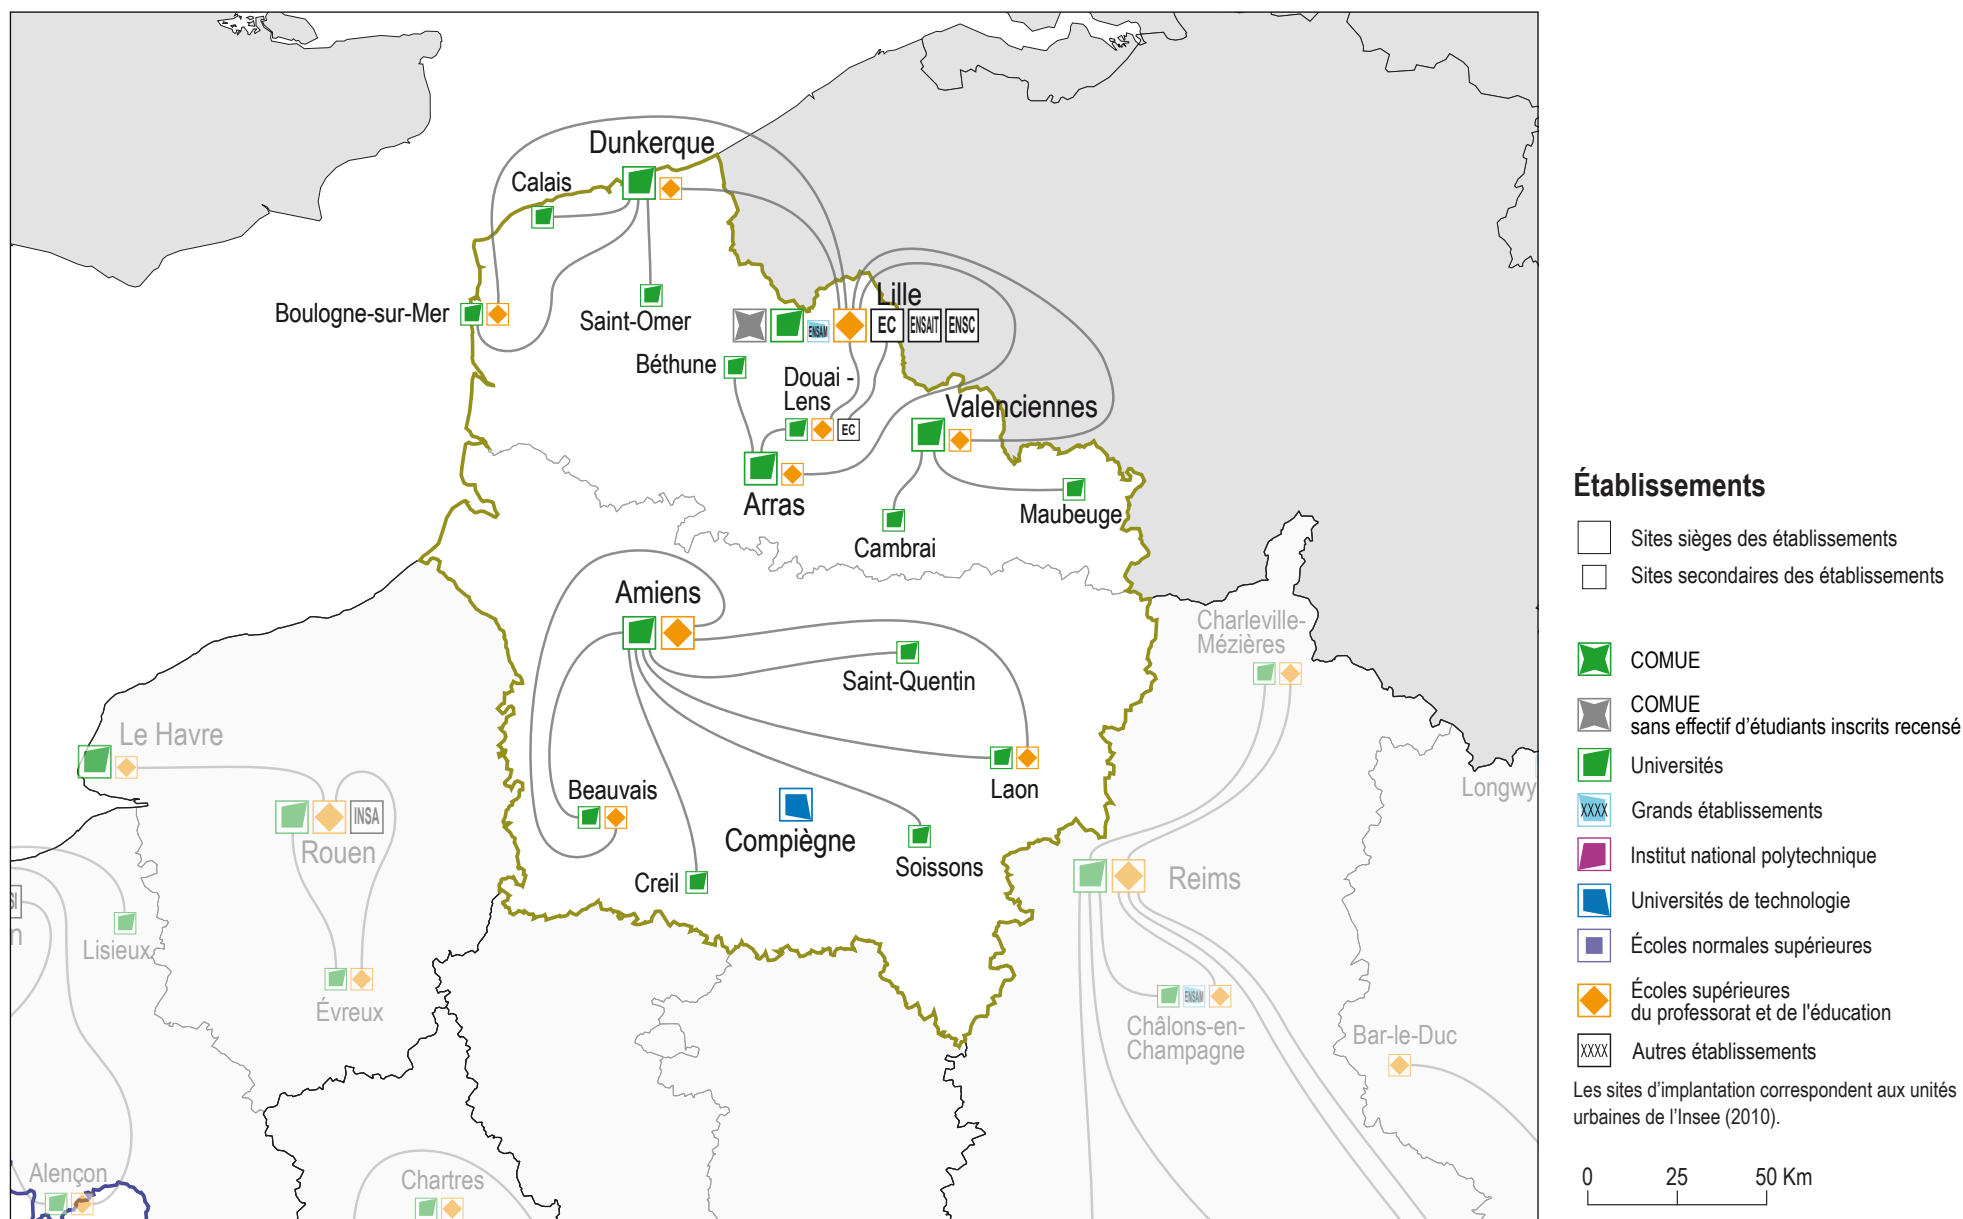 Dunkerque
Calais
Boulogne-sur-Mer
Saint-Omer
Lille
ENSAM
EC
ENSAIT
ENSC
Béthune
Douai -
Lens
EC
Valenciennes
Arras
Maubeuge
Cambrai
Amiens
Saint-Quentin
Laon
Beauvais
Compiègne
Soissons
Creil
Charleville-
Mézières
Le Havre
INSA
Rouen
Longwy
Reims
Lisieux
Évreux
ENSAM
Châlons-en-
Champagne
Bar-le-Duc
Alençon
Chartres
Établissements
Sites sièges des établissements
Sites secondaires des établissements
COMUE
COMUE
sans effectif d’étudiants inscrits recensé
Universités
XXXX
Grands établissements
Institut national polytechnique
Universités de technologie
Écoles normales supérieures
Écoles supérieures
du professorat et de l'éducation
XXXX
Autres établissements
Les sites d’implantation correspondent aux unités
urbaines de l’Insee (2010).
0 25 50 Km